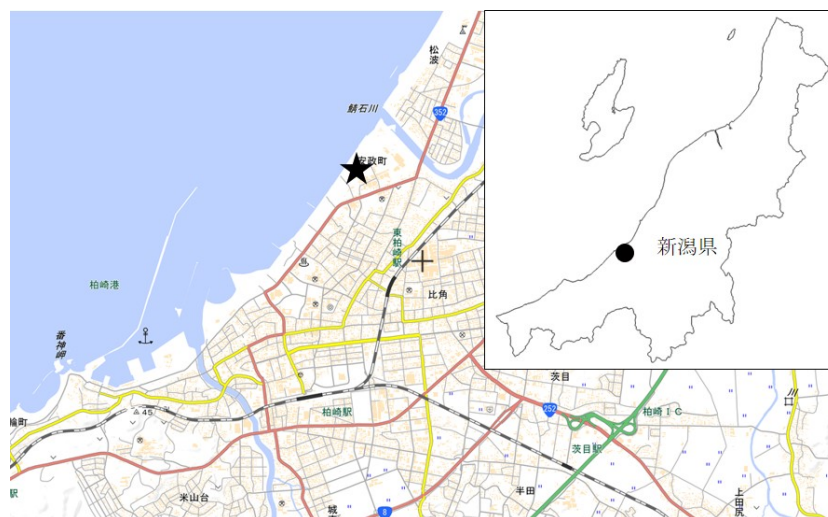 松波
鯖石川
352
安政町
新潟県
東柏崎駅
柏崎港
比角
番神岬
茨目
45
252
柏崎IC
柏崎駅
茨目駅
米山台
半田
8